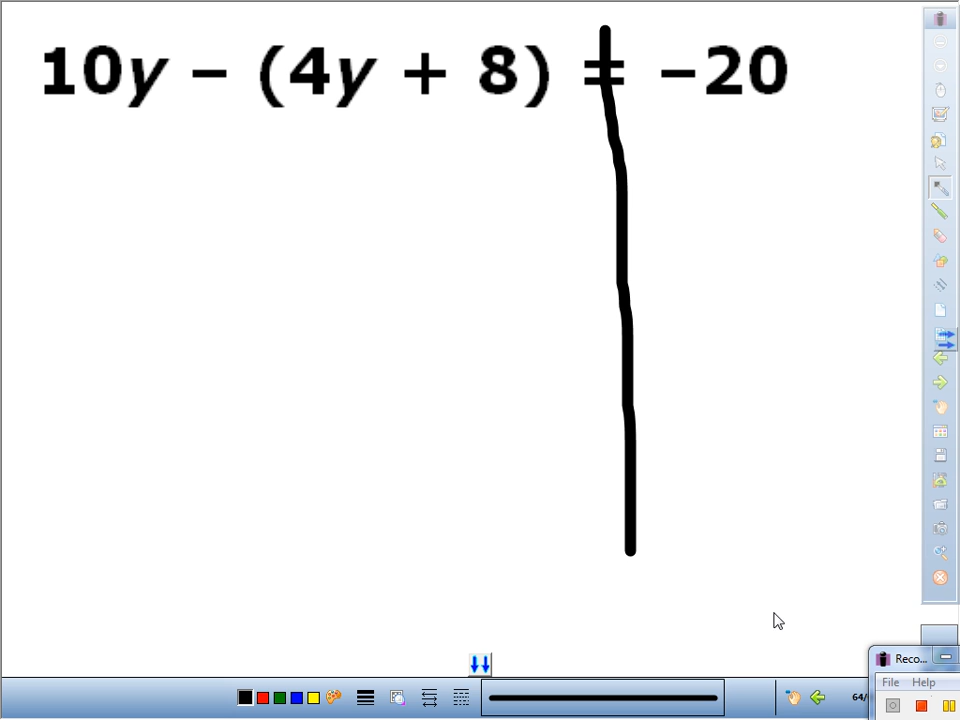 10y – (4y + 8) = –20
Reco...
File Help
64/